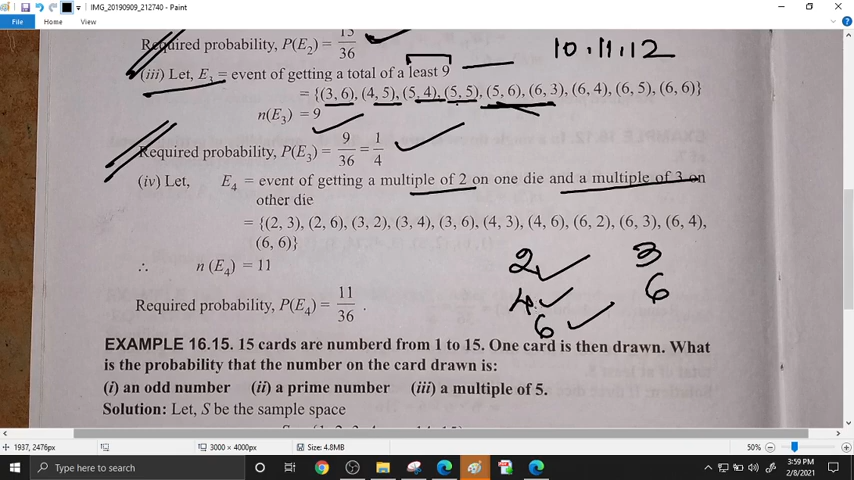 IMG_20190909_212740 - Paint
File Home View
Required probability, P(E2) = 15/36
10, 11, 12
(iii) Let, E3 = event of getting a total of a least 9
= {(3, 6), (4, 5), (5, 4), (5, 5), (5, 6), (6, 3), (6, 4), (6, 5), (6, 6)}
n(E3) = 9
Required probability, P(E3) = 9/36 = 1/4
(iv) Let, E4 = event of getting a multiple of 2 on one die and a multiple of 3 on
other die
= {(2, 3), (2, 6), (3, 2), (3, 4), (3, 6), (4, 3), (4, 6), (6, 2), (6, 3), (6, 4),
(6, 6)}
2 3
∴ n (E4) = 11
4 6
Required probability, P(E4) = 11/36 .
6
EXAMPLE 16.15. 15 cards are numberd from 1 to 15. One card is then drawn. What
is the probability that the number on the card drawn is:
(i) an odd number (ii) a prime number (iii) a multiple of 5.
Solution: Let, S be the sample space
1937, 2476px 3000 × 4000px Size: 4.8MB 50%
Type here to search
3:59 PM
2/8/2021